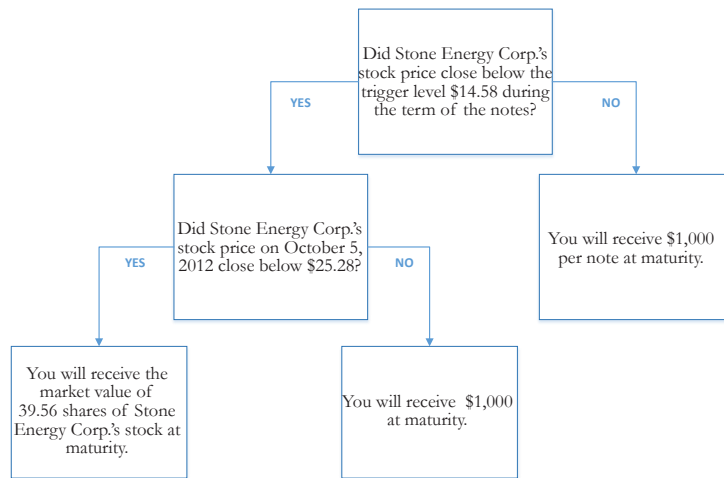 Did Stone Energy Corp.'s
stock price close below the
trigger level $14.58 during
the term of the notes?
YES
NO
Did Stone Energy Corp.'s
stock price on October 5,
2012 close below $25.28?
You will receive $1,000
per note at maturity.
YES
NO
You will receive the
market value of
39.56 shares of Stone
Energy Corp.'s stock at
maturity.
You will receive $1,000
at maturity.